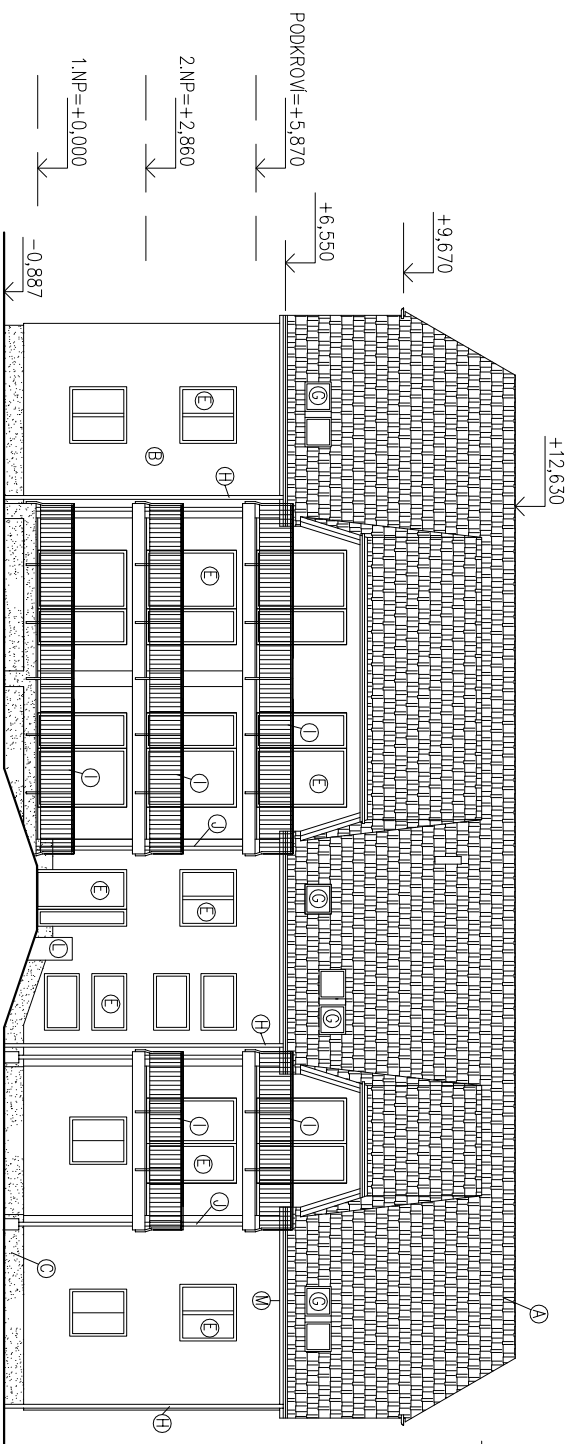 +12,630
A
+9,670
G
+6,550
G
E
G
G
I
I
PODKROVÍ=+5,870
H
M
H
J
J
E
E
E
E
E
I
I
2.NP=+2,860
H
B
E
E
I
1.NP=+0,000
L
C
-0,887